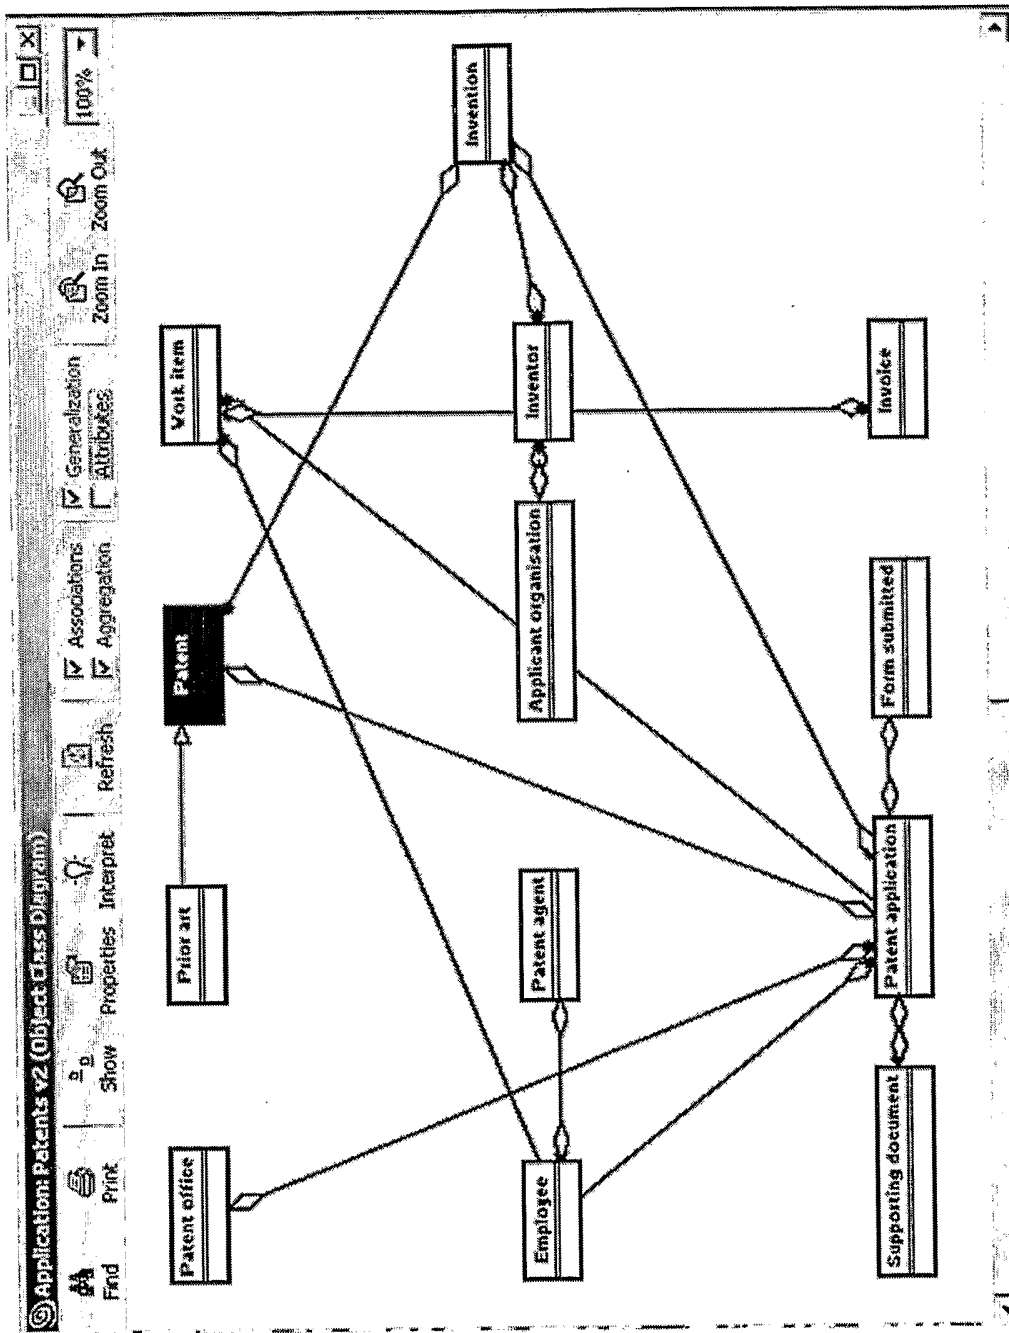 Application: Patents v2 (Object Class Diagram)
Find
Print
Show
Properties
Interpret
Refresh
Associations
Aggregation
Generalization
Attributes
Zoom In
Zoom Out
100%
Patent office
Prior art
Patent
Work item
Employee
Patent agent
Applicant organisation
Inventor
Invention
Supporting document
Patent application
Form submitted
Invoice